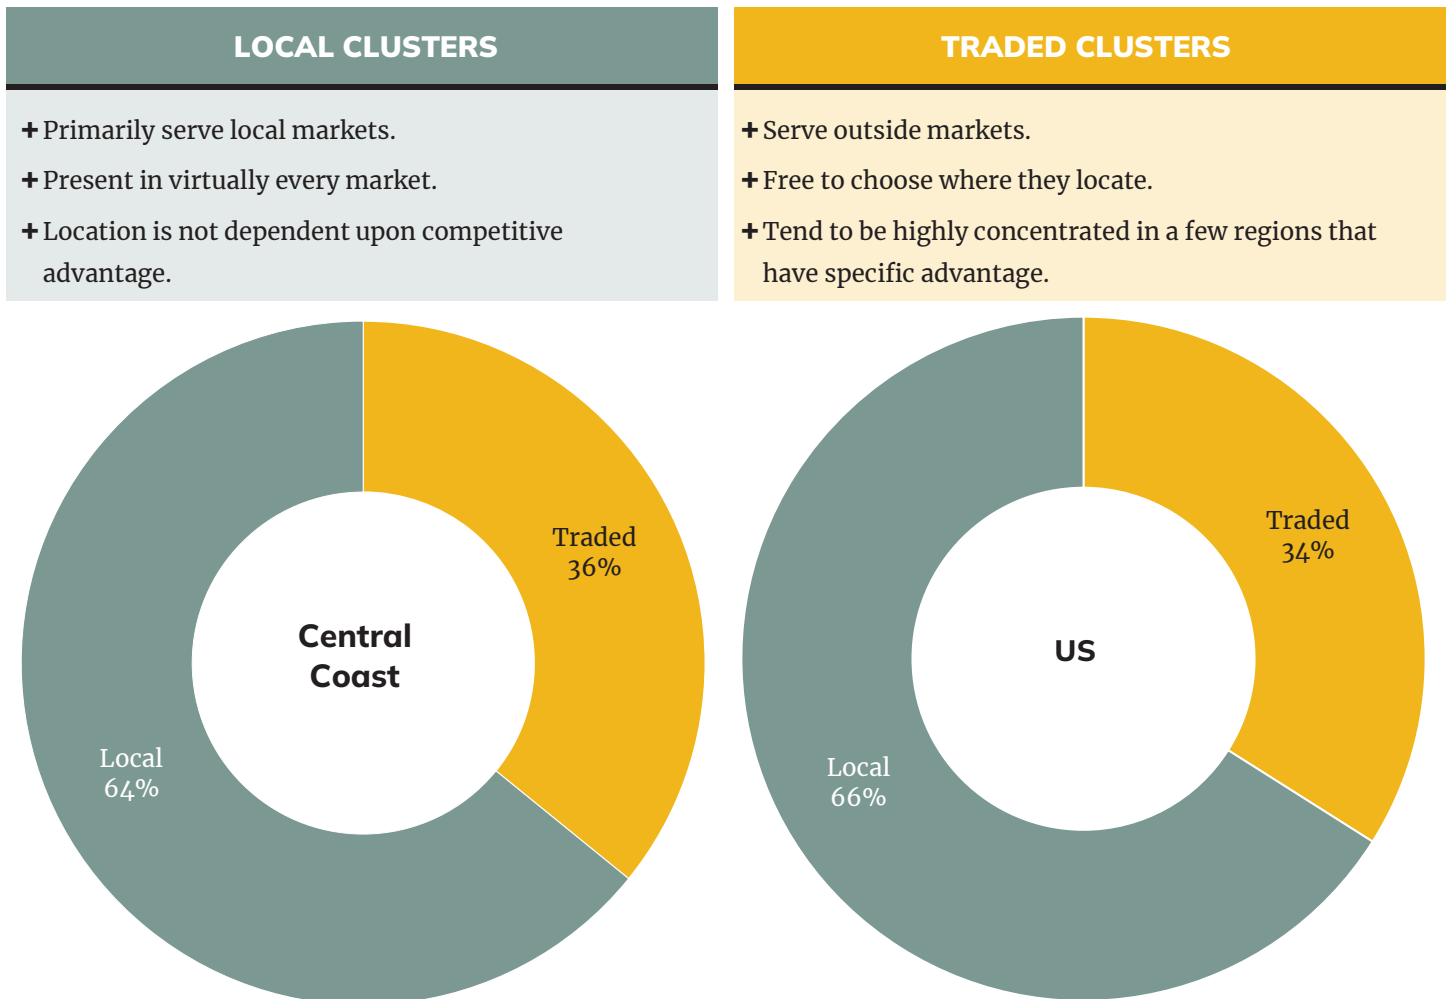 LOCAL CLUSTERS
+ Primarily serve local markets.
+ Present in virtually every market.
+ Location is not dependent upon competitive
advantage.
TRADED CLUSTERS
+ Serve outside markets.
+ Free to choose where they locate.
+ Tend to be highly concentrated in a few regions that
have specific advantage.
Traded
36%
Central
Coast
Local
64%
Traded
34%
US
Local
66%